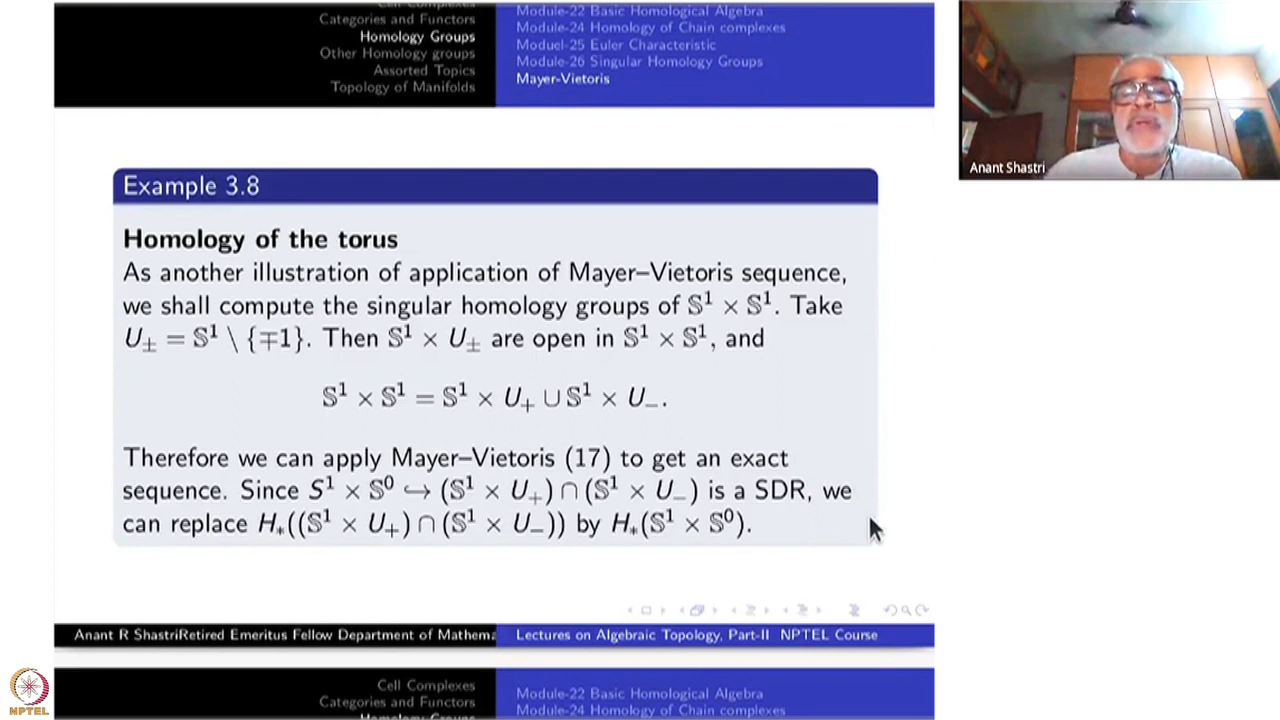 Cell Complexes
Categories and Functors
Homology Groups
Other Homology groups
Assorted Topics
Topology of Manifolds
Module-22 Basic Homological Algebra
Module-24 Homology of Chain complexes
Moduel-25 Euler Characteristic
Module-26 Singular Homology Groups
Mayer-Vietoris
Anant Shastri
Example 3.8
Homology of the torus
As another illustration of application of Mayer–Vietoris sequence,
we shall compute the singular homology groups of 𝕊¹ × 𝕊¹. Take
U± = 𝕊¹ \ {∓1}. Then 𝕊¹ × U± are open in 𝕊¹ × 𝕊¹, and
𝕊¹ × 𝕊¹ = 𝕊¹ × U₊ ∪ 𝕊¹ × U₋.
Therefore we can apply Mayer–Vietoris (17) to get an exact
sequence. Since S¹ × 𝕊⁰ ↪ (𝕊¹ × U₊) ∩ (𝕊¹ × U₋) is a SDR, we
can replace H∗((𝕊¹ × U₊) ∩ (𝕊¹ × U₋)) by H∗(𝕊¹ × 𝕊⁰).
Anant R ShastriRetired Emeritus Fellow Department of Mathema
Lectures on Algebraic Topology, Part-II NPTEL Course
Cell Complexes
Categories and Functors
Module-22 Basic Homological Algebra
Module-24 Homology of Chain complexes
NPTEL